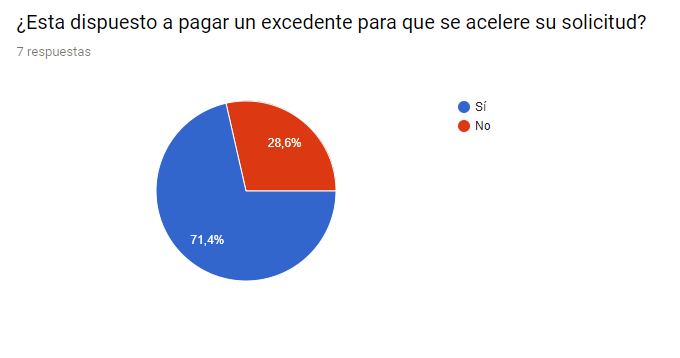 ¿Esta dispuesto a pagar un excedente para que se acelere su solicitud?
7 respuestas
Sí
No
28,6%
71,4%